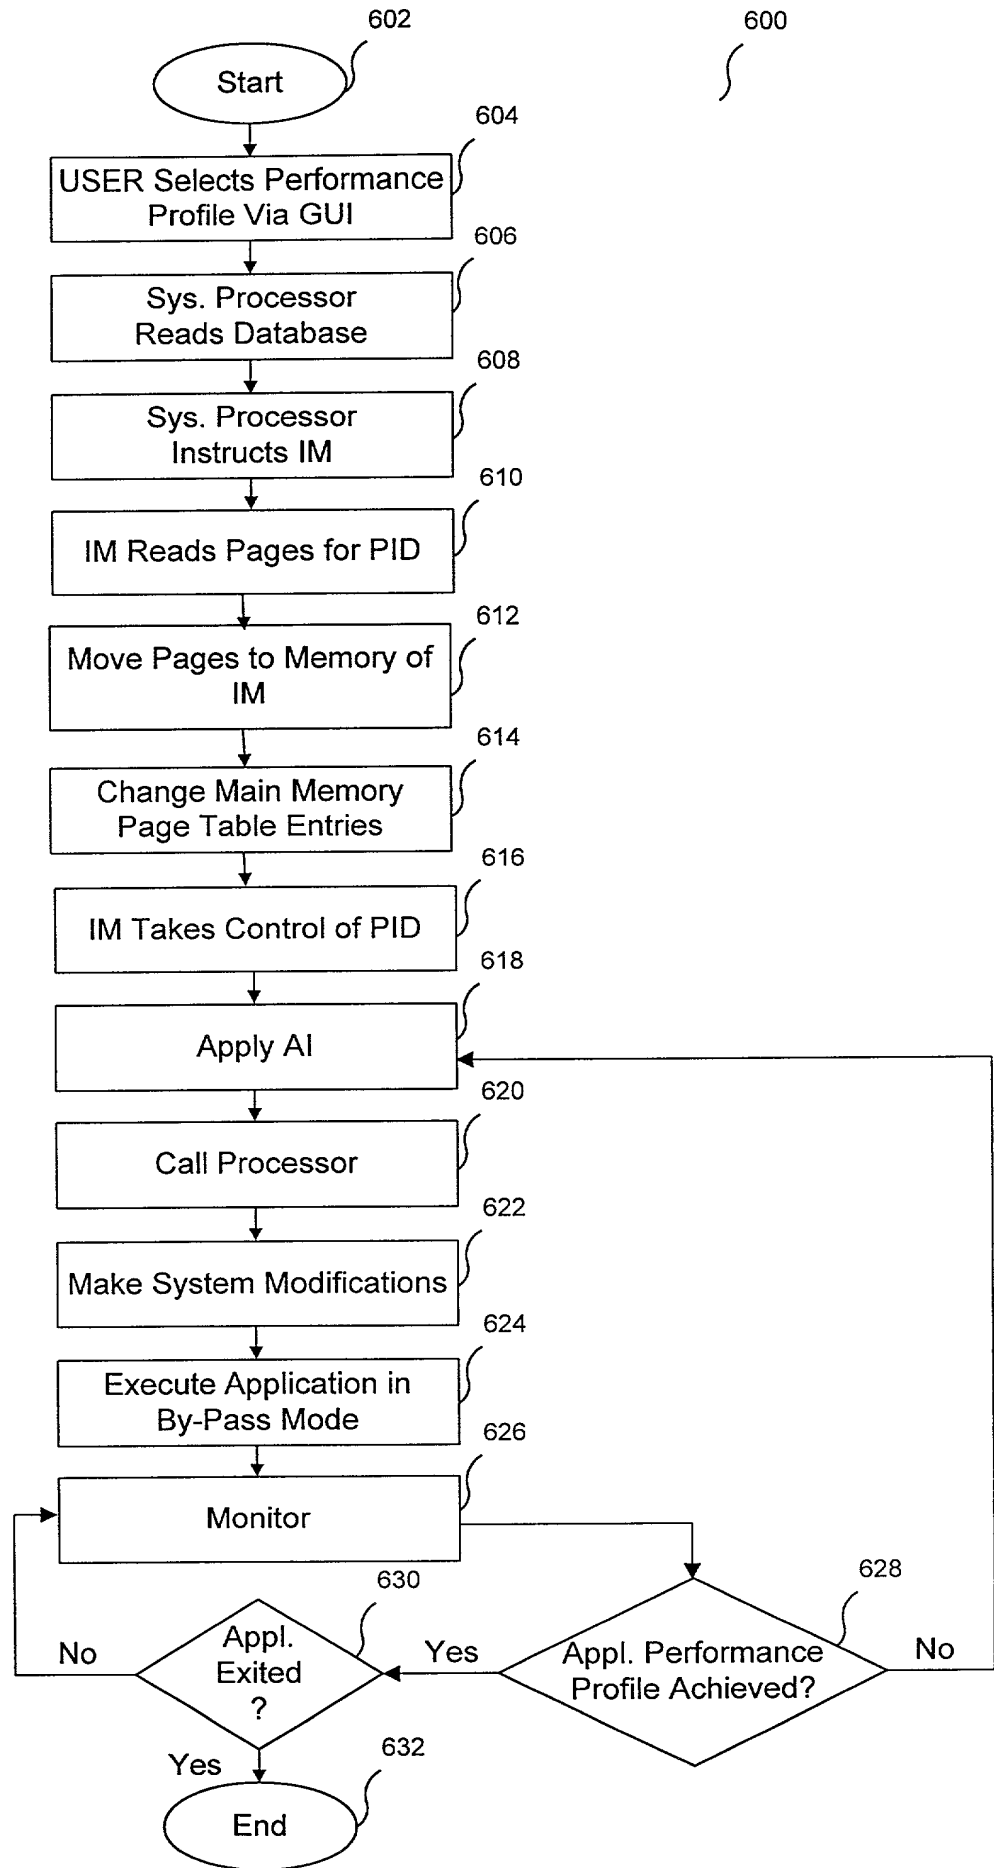 602
600
Start
604
USER Selects Performance
Profile Via GUI
606
Sys. Processor
Reads Database
608
Sys. Processor
Instructs IM
610
IM Reads Pages for PID
612
Move Pages to Memory of
IM
614
Change Main Memory
Page Table Entries
616
IM Takes Control of PID
618
Apply AI
620
Call Processor
622
Make System Modifications
624
Execute Application in
By-Pass Mode
626
Monitor
628
Appl. Performance
Profile Achieved?
No
Yes
630
Appl.
Exited
?
No
Yes
632
End